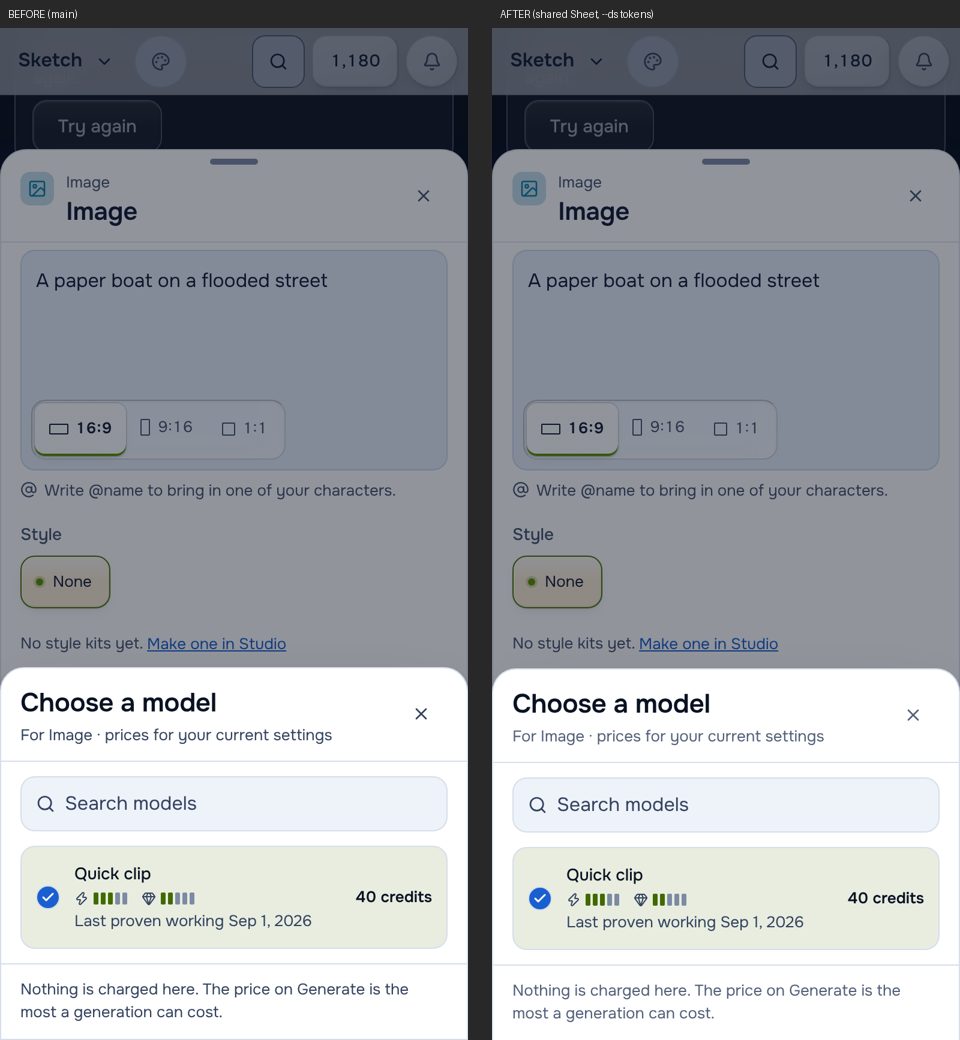 BEFORE (main)
Sketch
1,180
Try again
Image
Image
A paper boat on a flooded street
16:9 9:16 1:1
@ Write @name to bring in one of your characters.
Style
None
No style kits yet. Make one in Studio
Choose a model
For Image · prices for your current settings
Search models
Quick clip
40 credits
Last proven working Sep 1, 2026
Nothing is charged here. The price on Generate is the
most a generation can cost.
AFTER (shared Sheet, --ds tokens)
Sketch
1,180
Try again
Image
Image
A paper boat on a flooded street
16:9 9:16 1:1
@ Write @name to bring in one of your characters.
Style
None
No style kits yet. Make one in Studio
Choose a model
For Image · prices for your current settings
Search models
Quick clip
40 credits
Last proven working Sep 1, 2026
Nothing is charged here. The price on Generate is the
most a generation can cost.